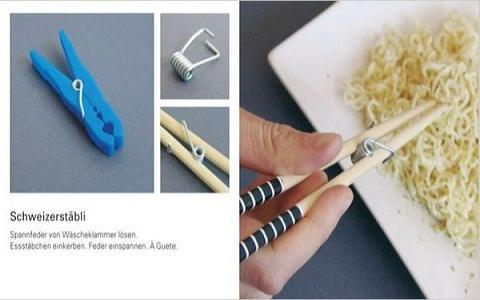 Schweizerstäbli
Spannfeder von Wäscheklammer lösen.
Essstäbchen einkerben. Feder einspannen. À Guete.